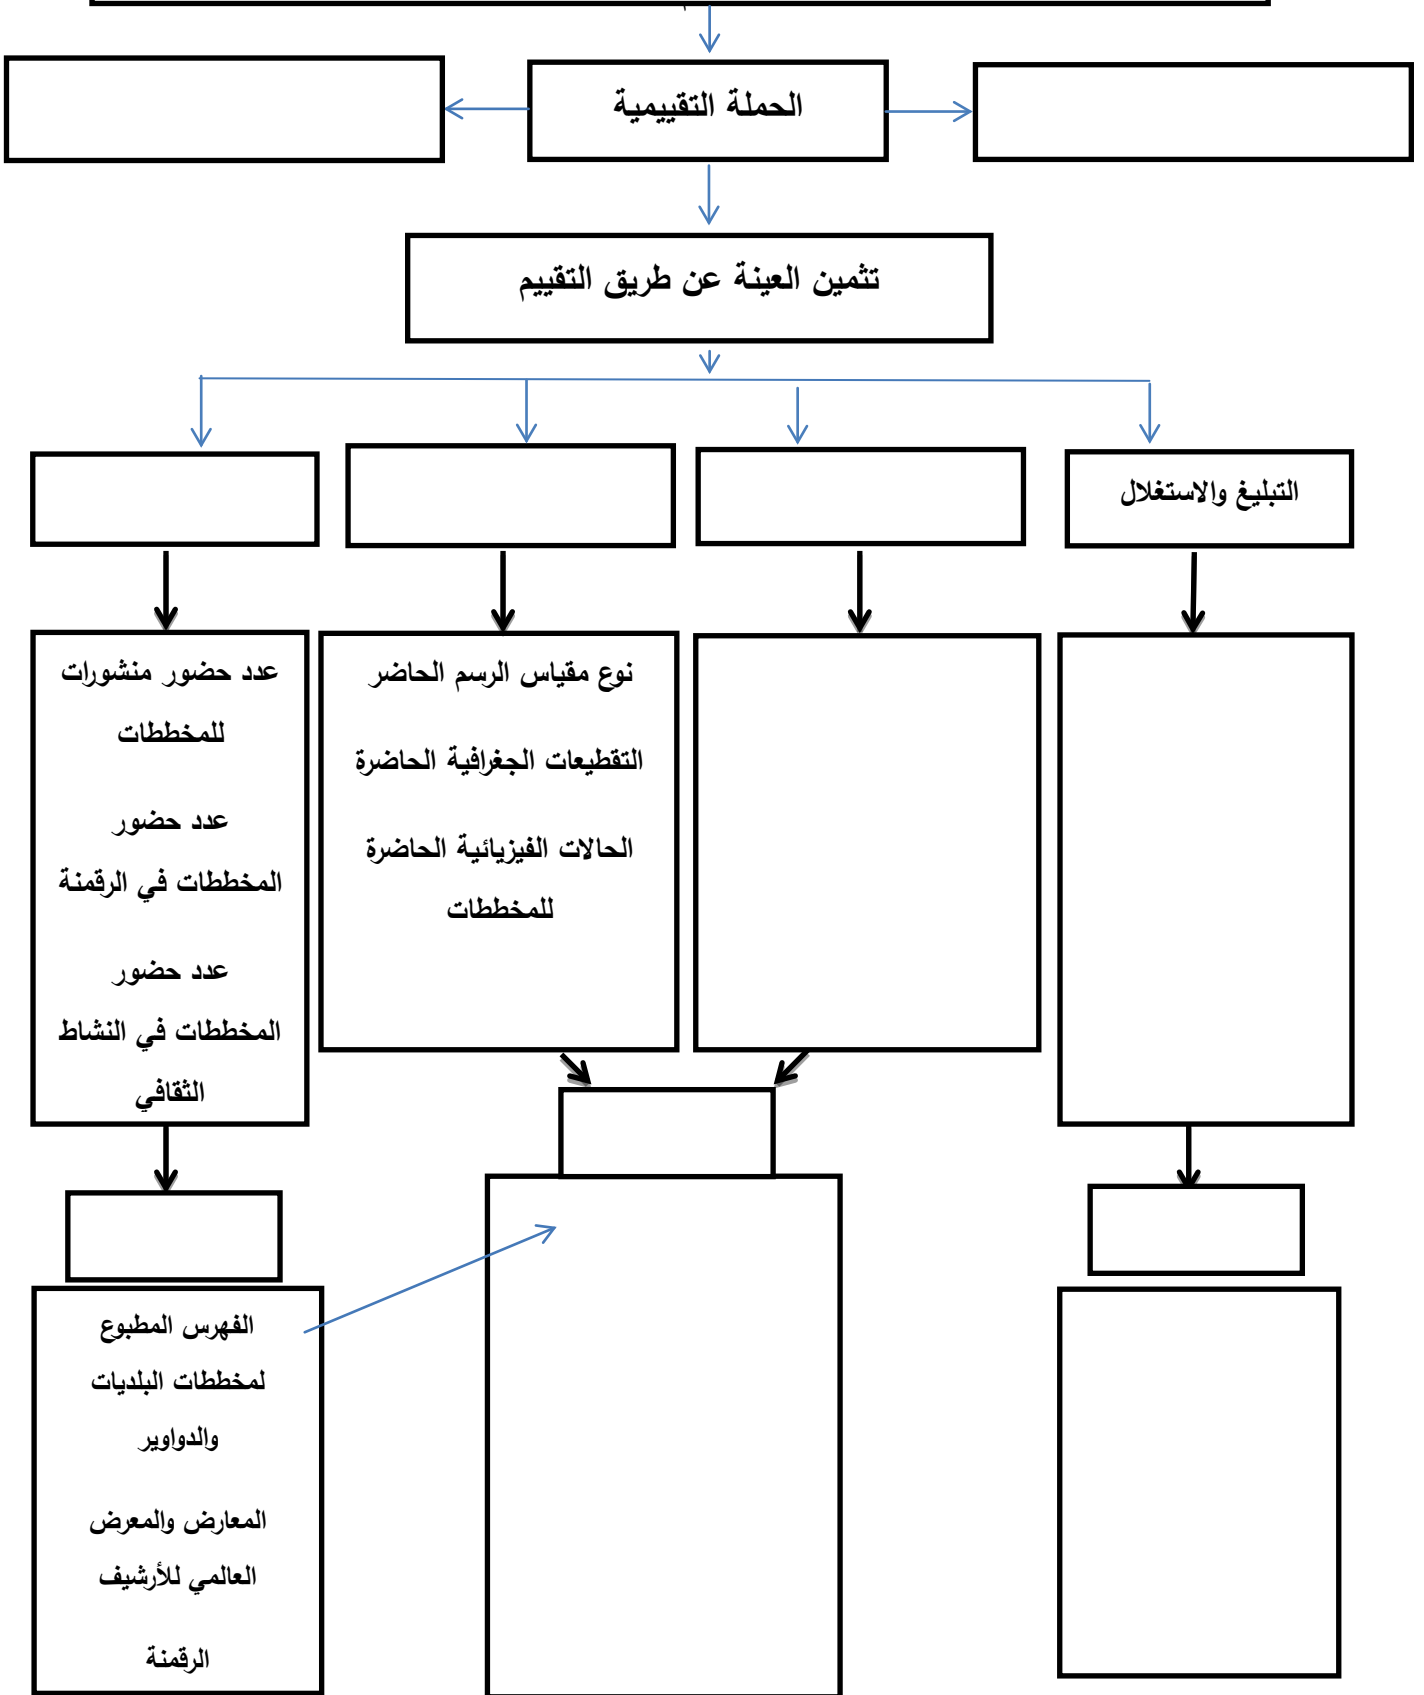 الحملة التقييمية
تثمين العينة عن طريق التقييم
التبليغ والاستغلال
نوع مقياس الرسم الحاضر
التقطيعات الجغرافية الحاضرة
الحالات الفيزيائية الحاضرة
للمخططات
عدد حضور منشورات
للمخططات
عدد حضور
المخططات في الرقمنة
عدد حضور
المخططات في النشاط
الثقافي
الفهرس المطبوع
لمخططات البلديات
والدواوير
المعارض والمعرض
العالمي للأرشيف
الرقمنة